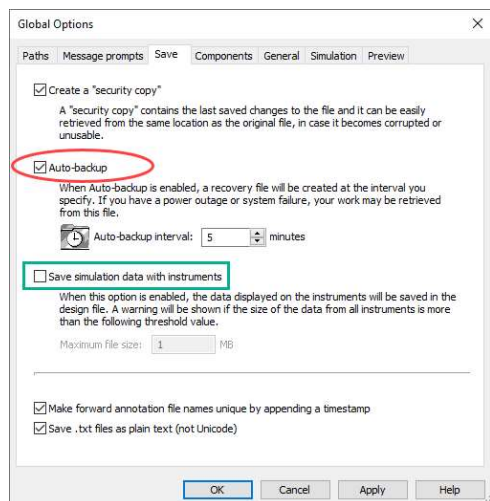 Global Options
Paths Message prompts Save Components General Simulation Preview
Create a "security copy"
A "security copy" contains the last saved changes to the file and it can be easily
retrieved from the same location as the original file, in case it becomes corrupted or
unusable.
Auto-backup
When Auto-backup is enabled, a recovery file will be created at the interval you
specify. If you have a power outage or system failure, your work may be retrieved
from this file.
Auto-backup interval: 5 minutes
Save simulation data with instruments
When this option is enabled, the data displayed on the instruments will be saved in the
design file. A warning will be shown if the size of the data from all instruments is more
than the following threshold value.
Maximum file size: 1 MB
Make forward annotation file names unique by appending a timestamp
Save .txt files as plain text (not Unicode)
OK Cancel Apply Help